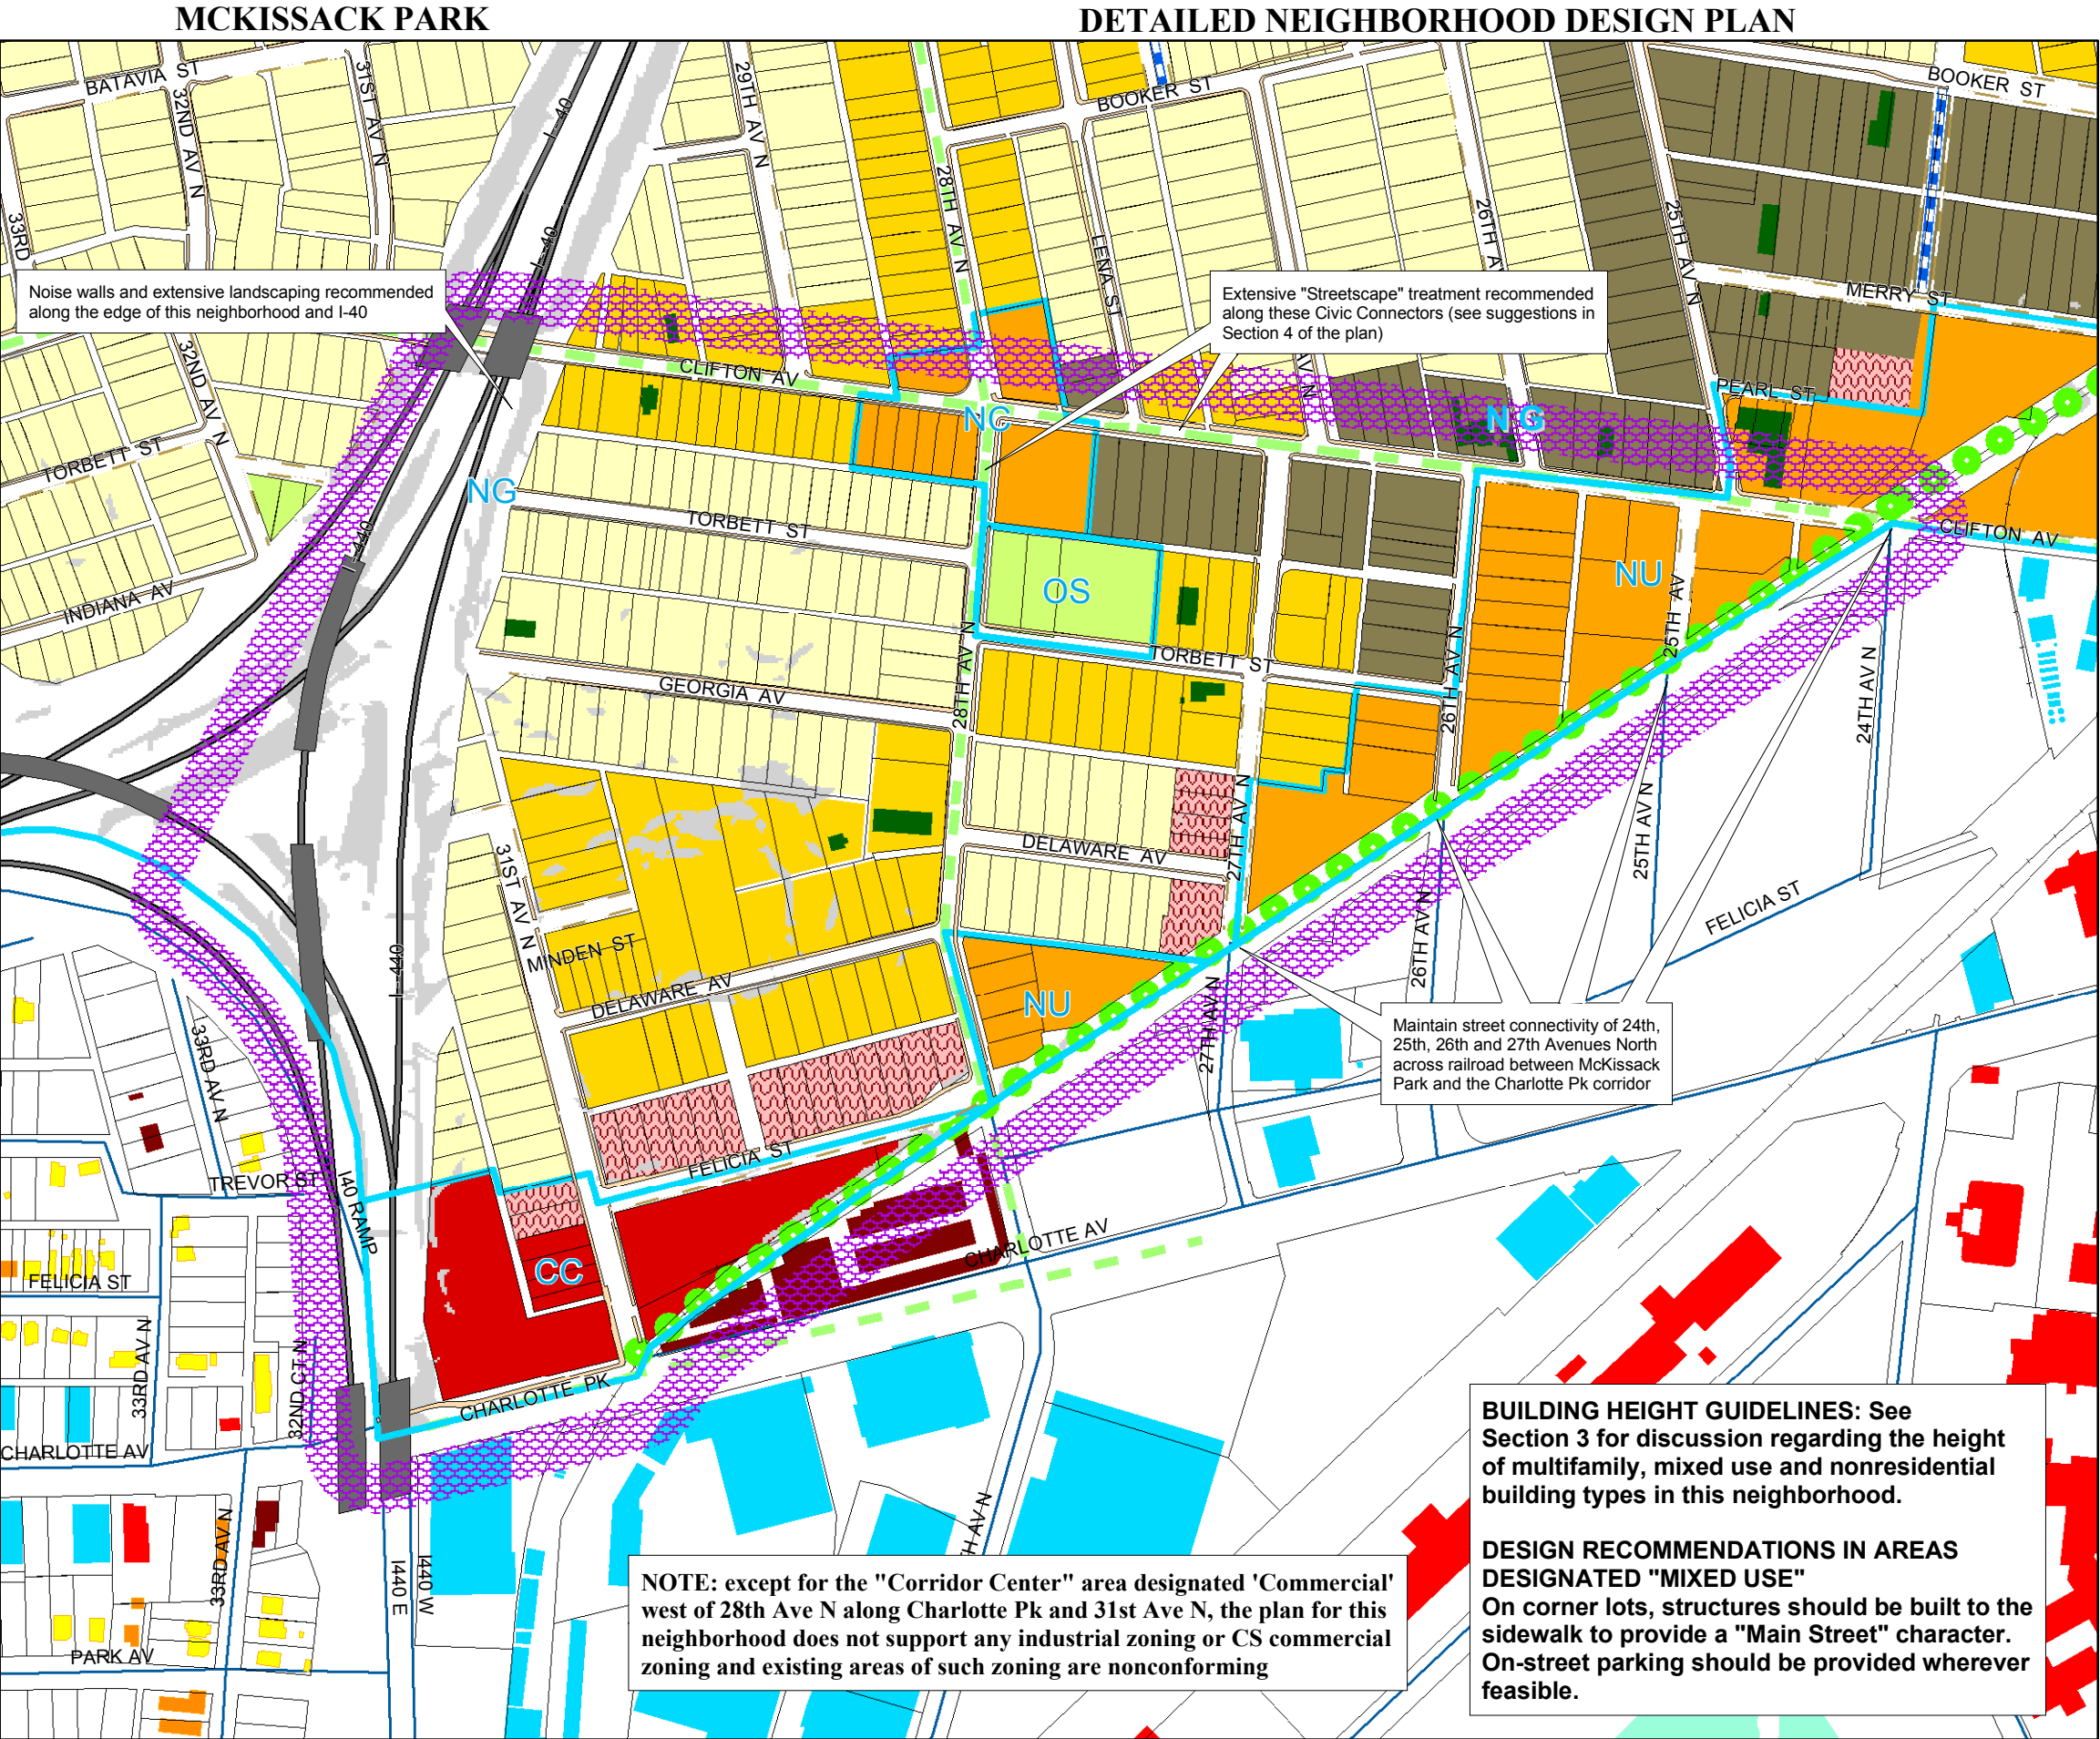 MCKISSACK PARK
DETAILED NEIGHBORHOOD DESIGN PLAN
BATAVIA ST
31ST AV N
32ND AV N
33RD
I-40
I-40
29TH AV N
28TH AV N
BOOKER ST
LENA ST
26TH AV N
25TH AV N
BOOKER ST
MERRY ST
Noise walls and extensive landscaping recommended
along the edge of this neighborhood and I-40
Extensive "Streetscape" treatment recommended
along these Civic Connectors (see suggestions in
Section 4 of the plan)
32ND AV N
CLIFTON AV
PEARL ST
NC
NG
TORBETT ST
NG
TORBETT ST
I-440
OS
NU
CLIFTON AV
INDIANA AV
25TH AV
28TH AV N
TORBETT ST
26TH AV N
24TH AV N
GEORGIA AV
27TH AV N
25TH AV N
31ST AV N
DELAWARE AV
26TH AV N
FELICIA ST
MINDEN ST
I-440
DELAWARE AV
NU
27TH AV N
33RD AV N
Maintain street connectivity of 24th,
25th, 26th and 27th Avenues North
across railroad between McKissack
Park and the Charlotte Pk corridor
FELICIA ST
TREVOR ST
I40 RAMP
CHARLOTTE AV
CC
FELICIA ST
33RD AV N
32ND CT N
CHARLOTTE PK
CHARLOTTE AV
33RD AV N
I440 E
I440 W
PARK AV
TH AV N
BUILDING HEIGHT GUIDELINES: See
Section 3 for discussion regarding the height
of multifamily, mixed use and nonresidential
building types in this neighborhood.
DESIGN RECOMMENDATIONS IN AREAS
DESIGNATED "MIXED USE"
On corner lots, structures should be built to the
sidewalk to provide a "Main Street" character.
On-street parking should be provided wherever
feasible.
NOTE: except for the "Corridor Center" area designated 'Commercial'
west of 28th Ave N along Charlotte Pk and 31st Ave N, the plan for this
neighborhood does not support any industrial zoning or CS commercial
zoning and existing areas of such zoning are nonconforming